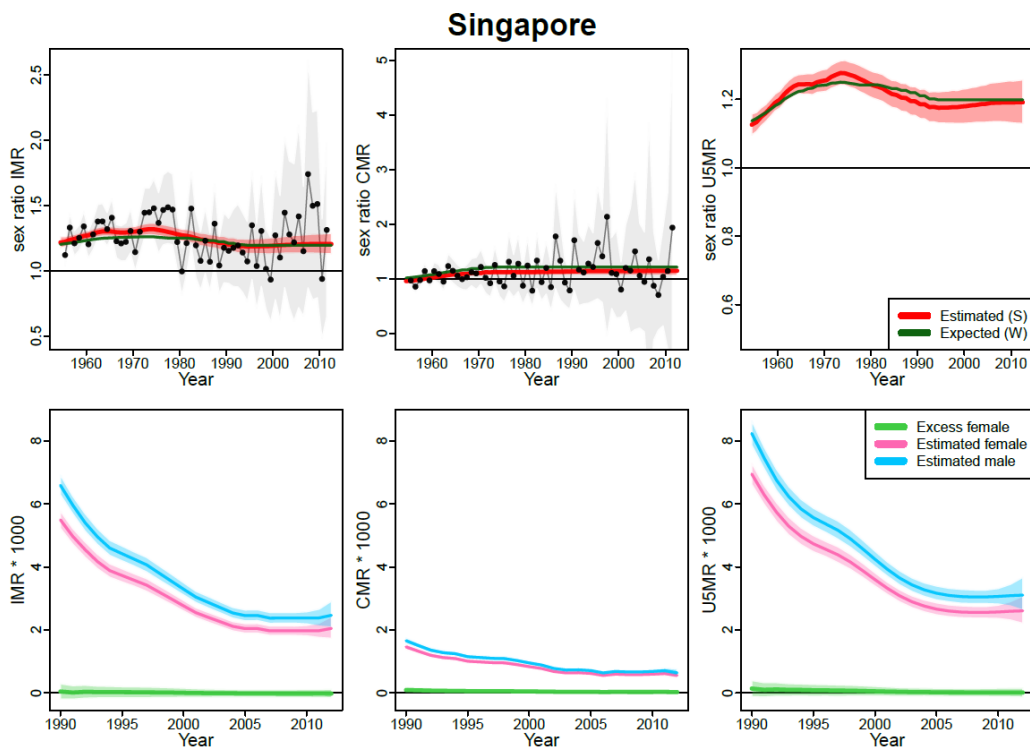 Singapore
sex ratio IMR
0.5 1.0 1.5 2.0 2.5
1960 1970 1980 1990 2000 2010
Year
sex ratio CMR
0 1 2 3 4 5
1960 1970 1980 1990 2000 2010
Year
sex ratio U5MR
0.6 0.8 1.0 1.2
1960 1970 1980 1990 2000 2010
Year
Estimated (S)
Expected (W)
IMR * 1000
0 2 4 6 8
1990 1995 2000 2005 2010
Year
CMR * 1000
0 2 4 6 8
1990 1995 2000 2005 2010
Year
U5MR * 1000
0 2 4 6 8
1990 1995 2000 2005 2010
Year
Excess female
Estimated female
Estimated male